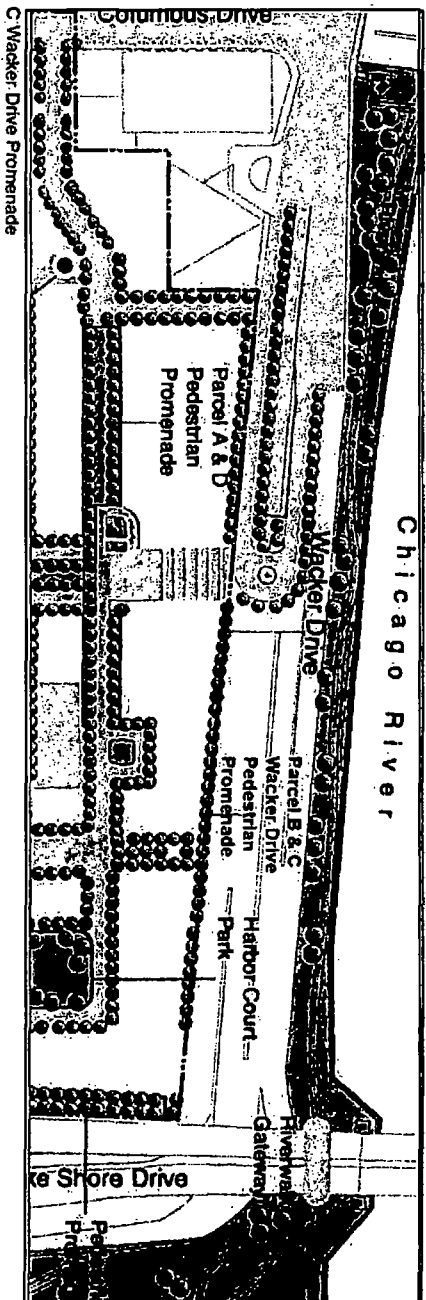 C Wacker Drive Promenade
Columbus Drive
Chicago River
Wacker Drive
Parcel A & D
Pedestrian
Promenade
Parcel B & C
Wacker Drive
Pedestrian
Promenade
Harbor Court
Park
Gateway
ke Shore Drive